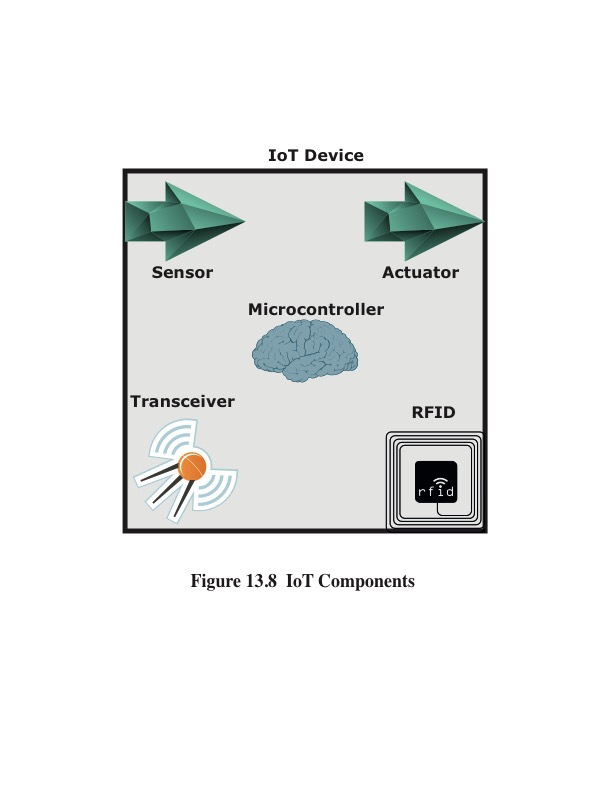 IoT Device
Sensor
Actuator
Microcontroller
Transceiver
RFID
rfid
Figure 13.8 IoT Components